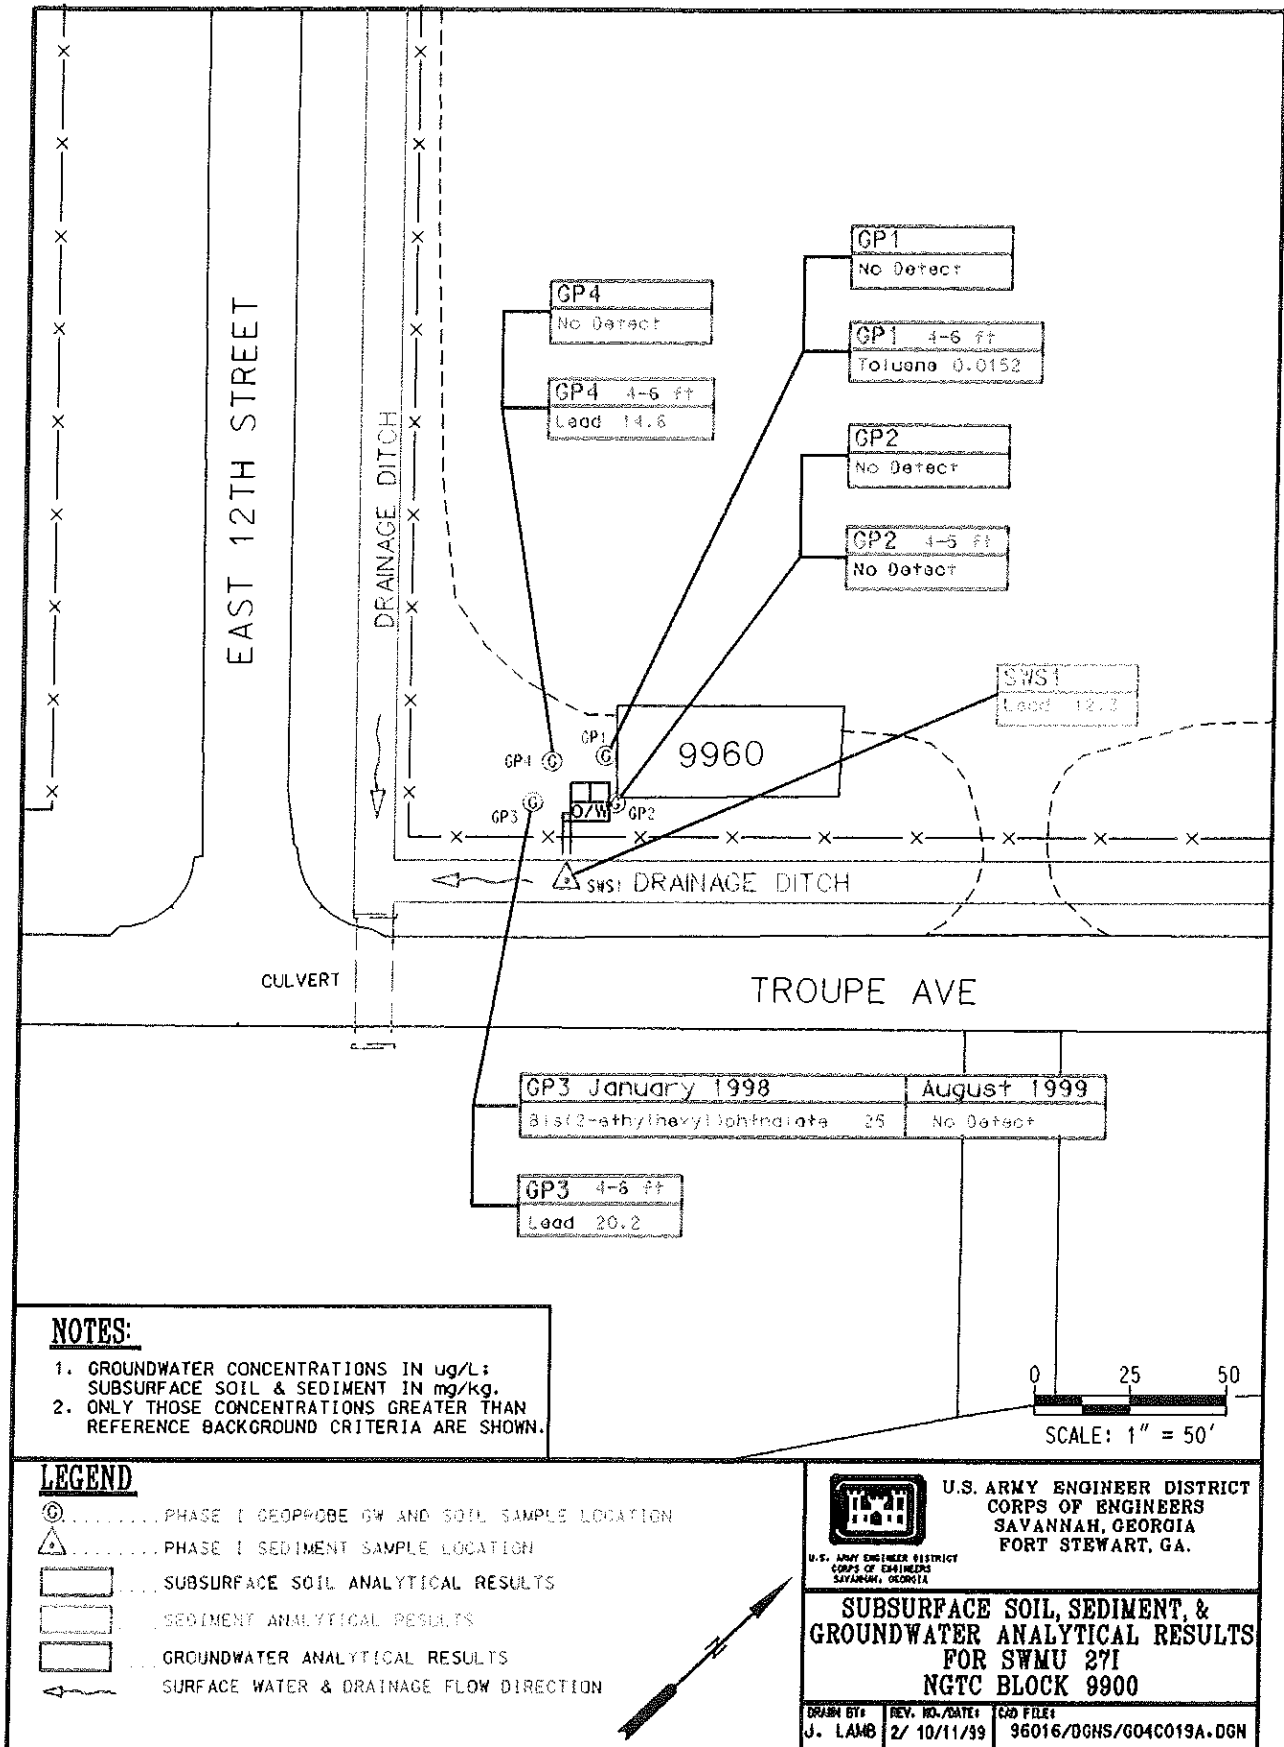 GP1
No Detect
GP4
No Detect
GP1 4-6 ft
Toluene 0.0152
GP4 4-6 ft
Lead 14.6
GP2
No Detect
GP2 4-6 ft
No Detect
EAST 12TH STREET
DRAINAGE DITCH
SWS1
Lead
GP1
GP4 G
G
9960
GP3
G
O/W
G
GP2
SWS1 DRAINAGE DITCH
CULVERT
TROUPE AVE
GP3 January 1998
August 1999
Bis(2-ethylhexyl)phthalate 25
No Detect
GP3 4-6 ft
Lead 20.2
NOTES:
1. GROUNDWATER CONCENTRATIONS IN ug/L;
SUBSURFACE SOIL & SEDIMENT IN mg/kg.
2. ONLY THOSE CONCENTRATIONS GREATER THAN
REFERENCE BACKGROUND CRITERIA ARE SHOWN.
0 25 50
SCALE: 1" = 50'
LEGEND
G ......... PHASE I GEOPROBE GW AND SOIL SAMPLE LOCATION
......... PHASE I SEDIMENT SAMPLE LOCATION
... SUBSURFACE SOIL ANALYTICAL RESULTS
... SEDIMENT ANALYTICAL RESULTS
... GROUNDWATER ANALYTICAL RESULTS
SURFACE WATER & DRAINAGE FLOW DIRECTION
N
U.S. ARMY ENGINEER DISTRICT
CORPS OF ENGINEERS
SAVANNAH, GEORGIA
U.S. ARMY ENGINEER DISTRICT
CORPS OF ENGINEERS
SAVANNAH, GEORGIA
FORT STEWART, GA.
SUBSURFACE SOIL, SEDIMENT, &
GROUNDWATER ANALYTICAL RESULTS
FOR SWMU 27I
NGTC BLOCK 9900
DRAWN BY:
J. LAMB
REV. NO./DATE:
2/ 10/11/99
CAD FILE:
96016/DGNS/G04C019A.DGN